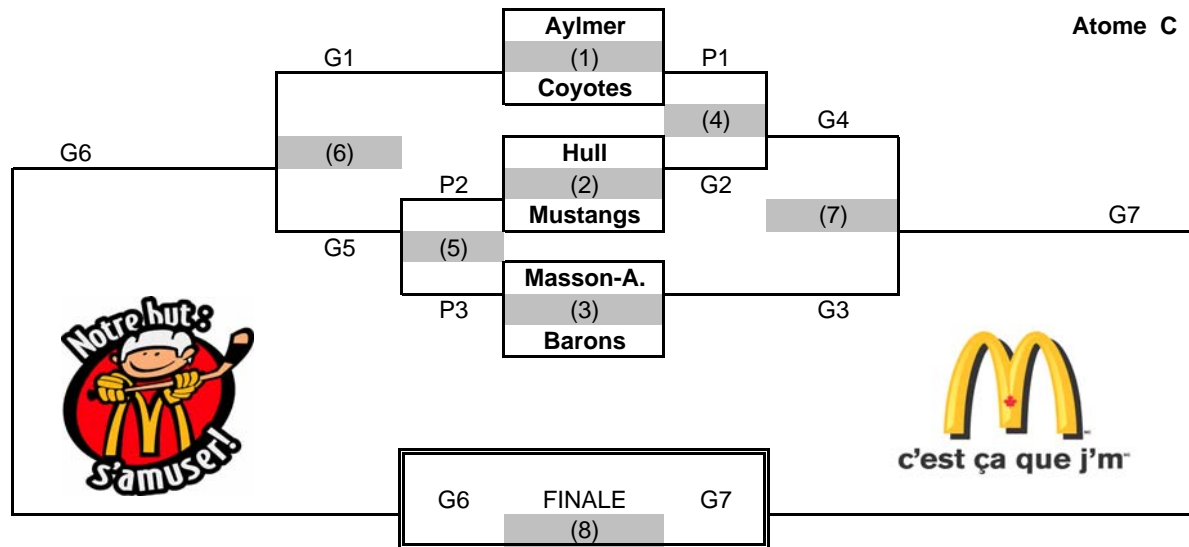 Aylmer
Atome C
G1
(1)
P1
Coyotes
(4)
G4
G6
(6)
Hull
P2
(2)
G2
Mustangs
(7)
G7
G5
(5)
Masson-A.
P3
(3)
G3
Barons
Notre but :
s'amuser!
c'est ça que j'm
G6
FINALE
G7
(8)